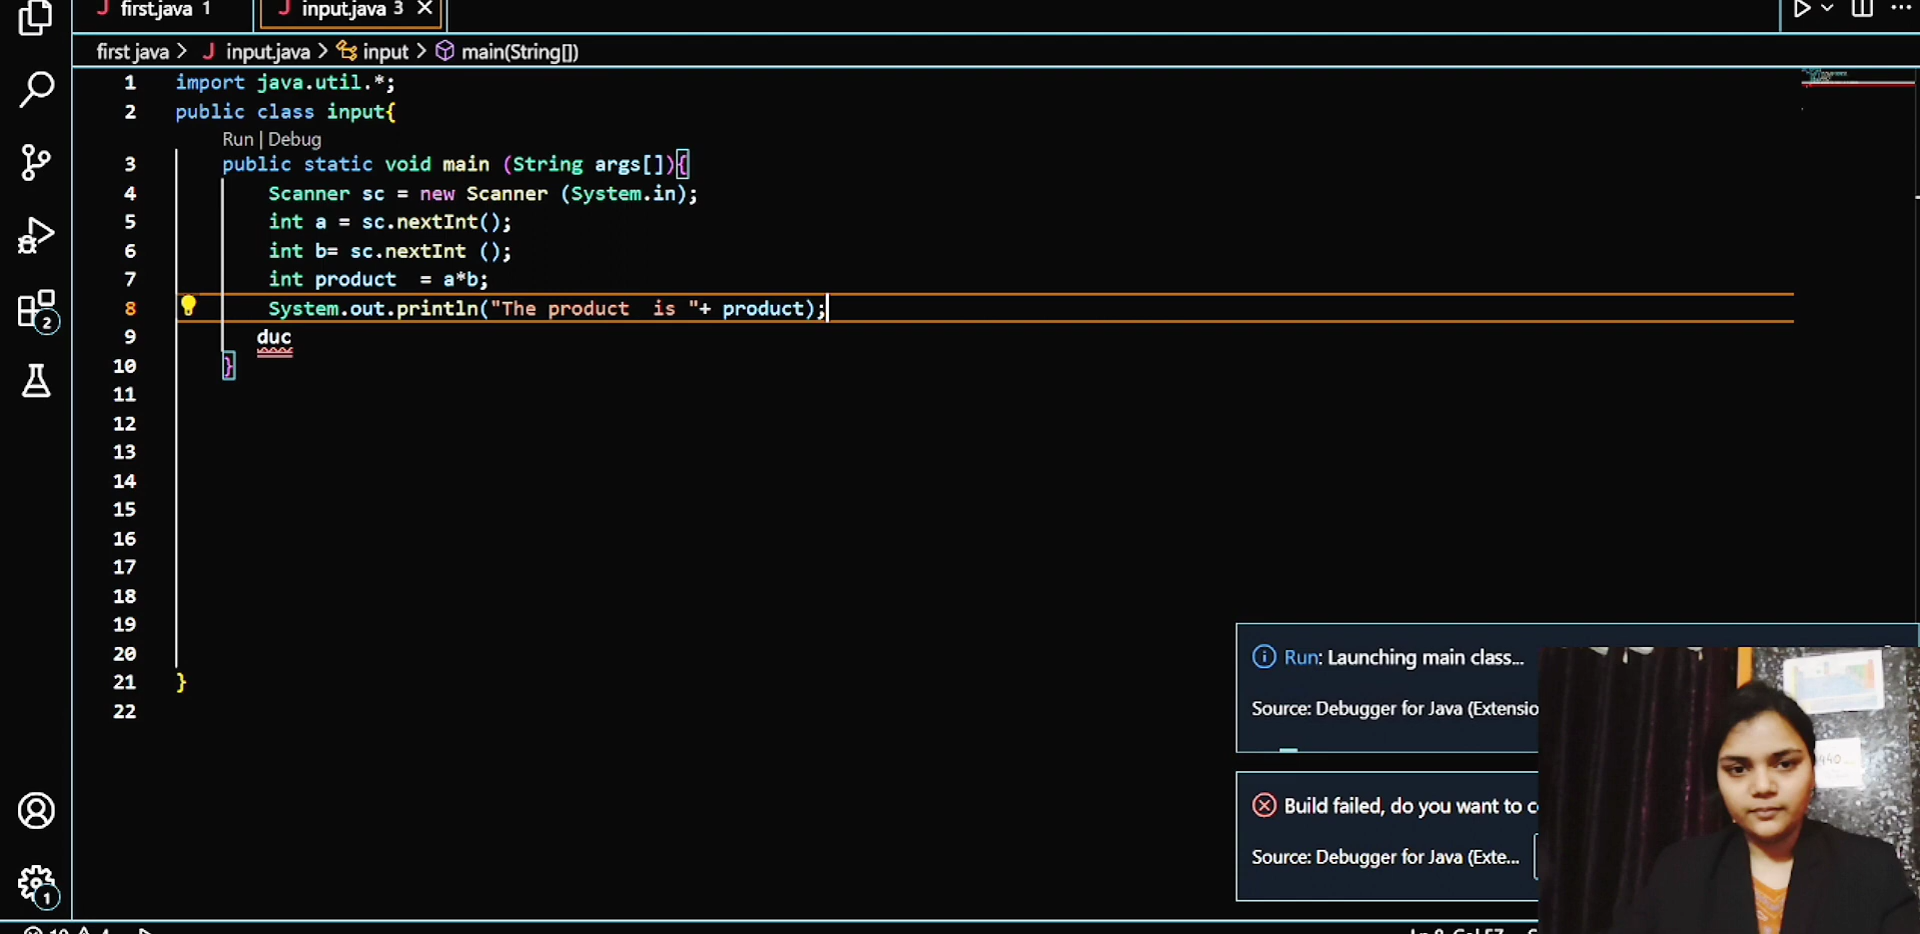 first.java 1 input.java 3
first.java > J input.java > input > main(String[])
1 import java.util.*;
2 public class input{
Run | Debug
3 public static void main (String args[]){
4 Scanner sc = new Scanner (System.in);
5 int a = sc.nextInt();
6 int b= sc.nextInt ();
7 int product  = a*b;
8 System.out.println("The product  is "+ product);
9 duc
10 }
11
12
13
14
15
16
17
18
19
20
21 }
22
2
1
Run: Launching main class...
Source: Debugger for Java (Extensio
Build failed, do you want to c
Source: Debugger for Java (Exte...
440